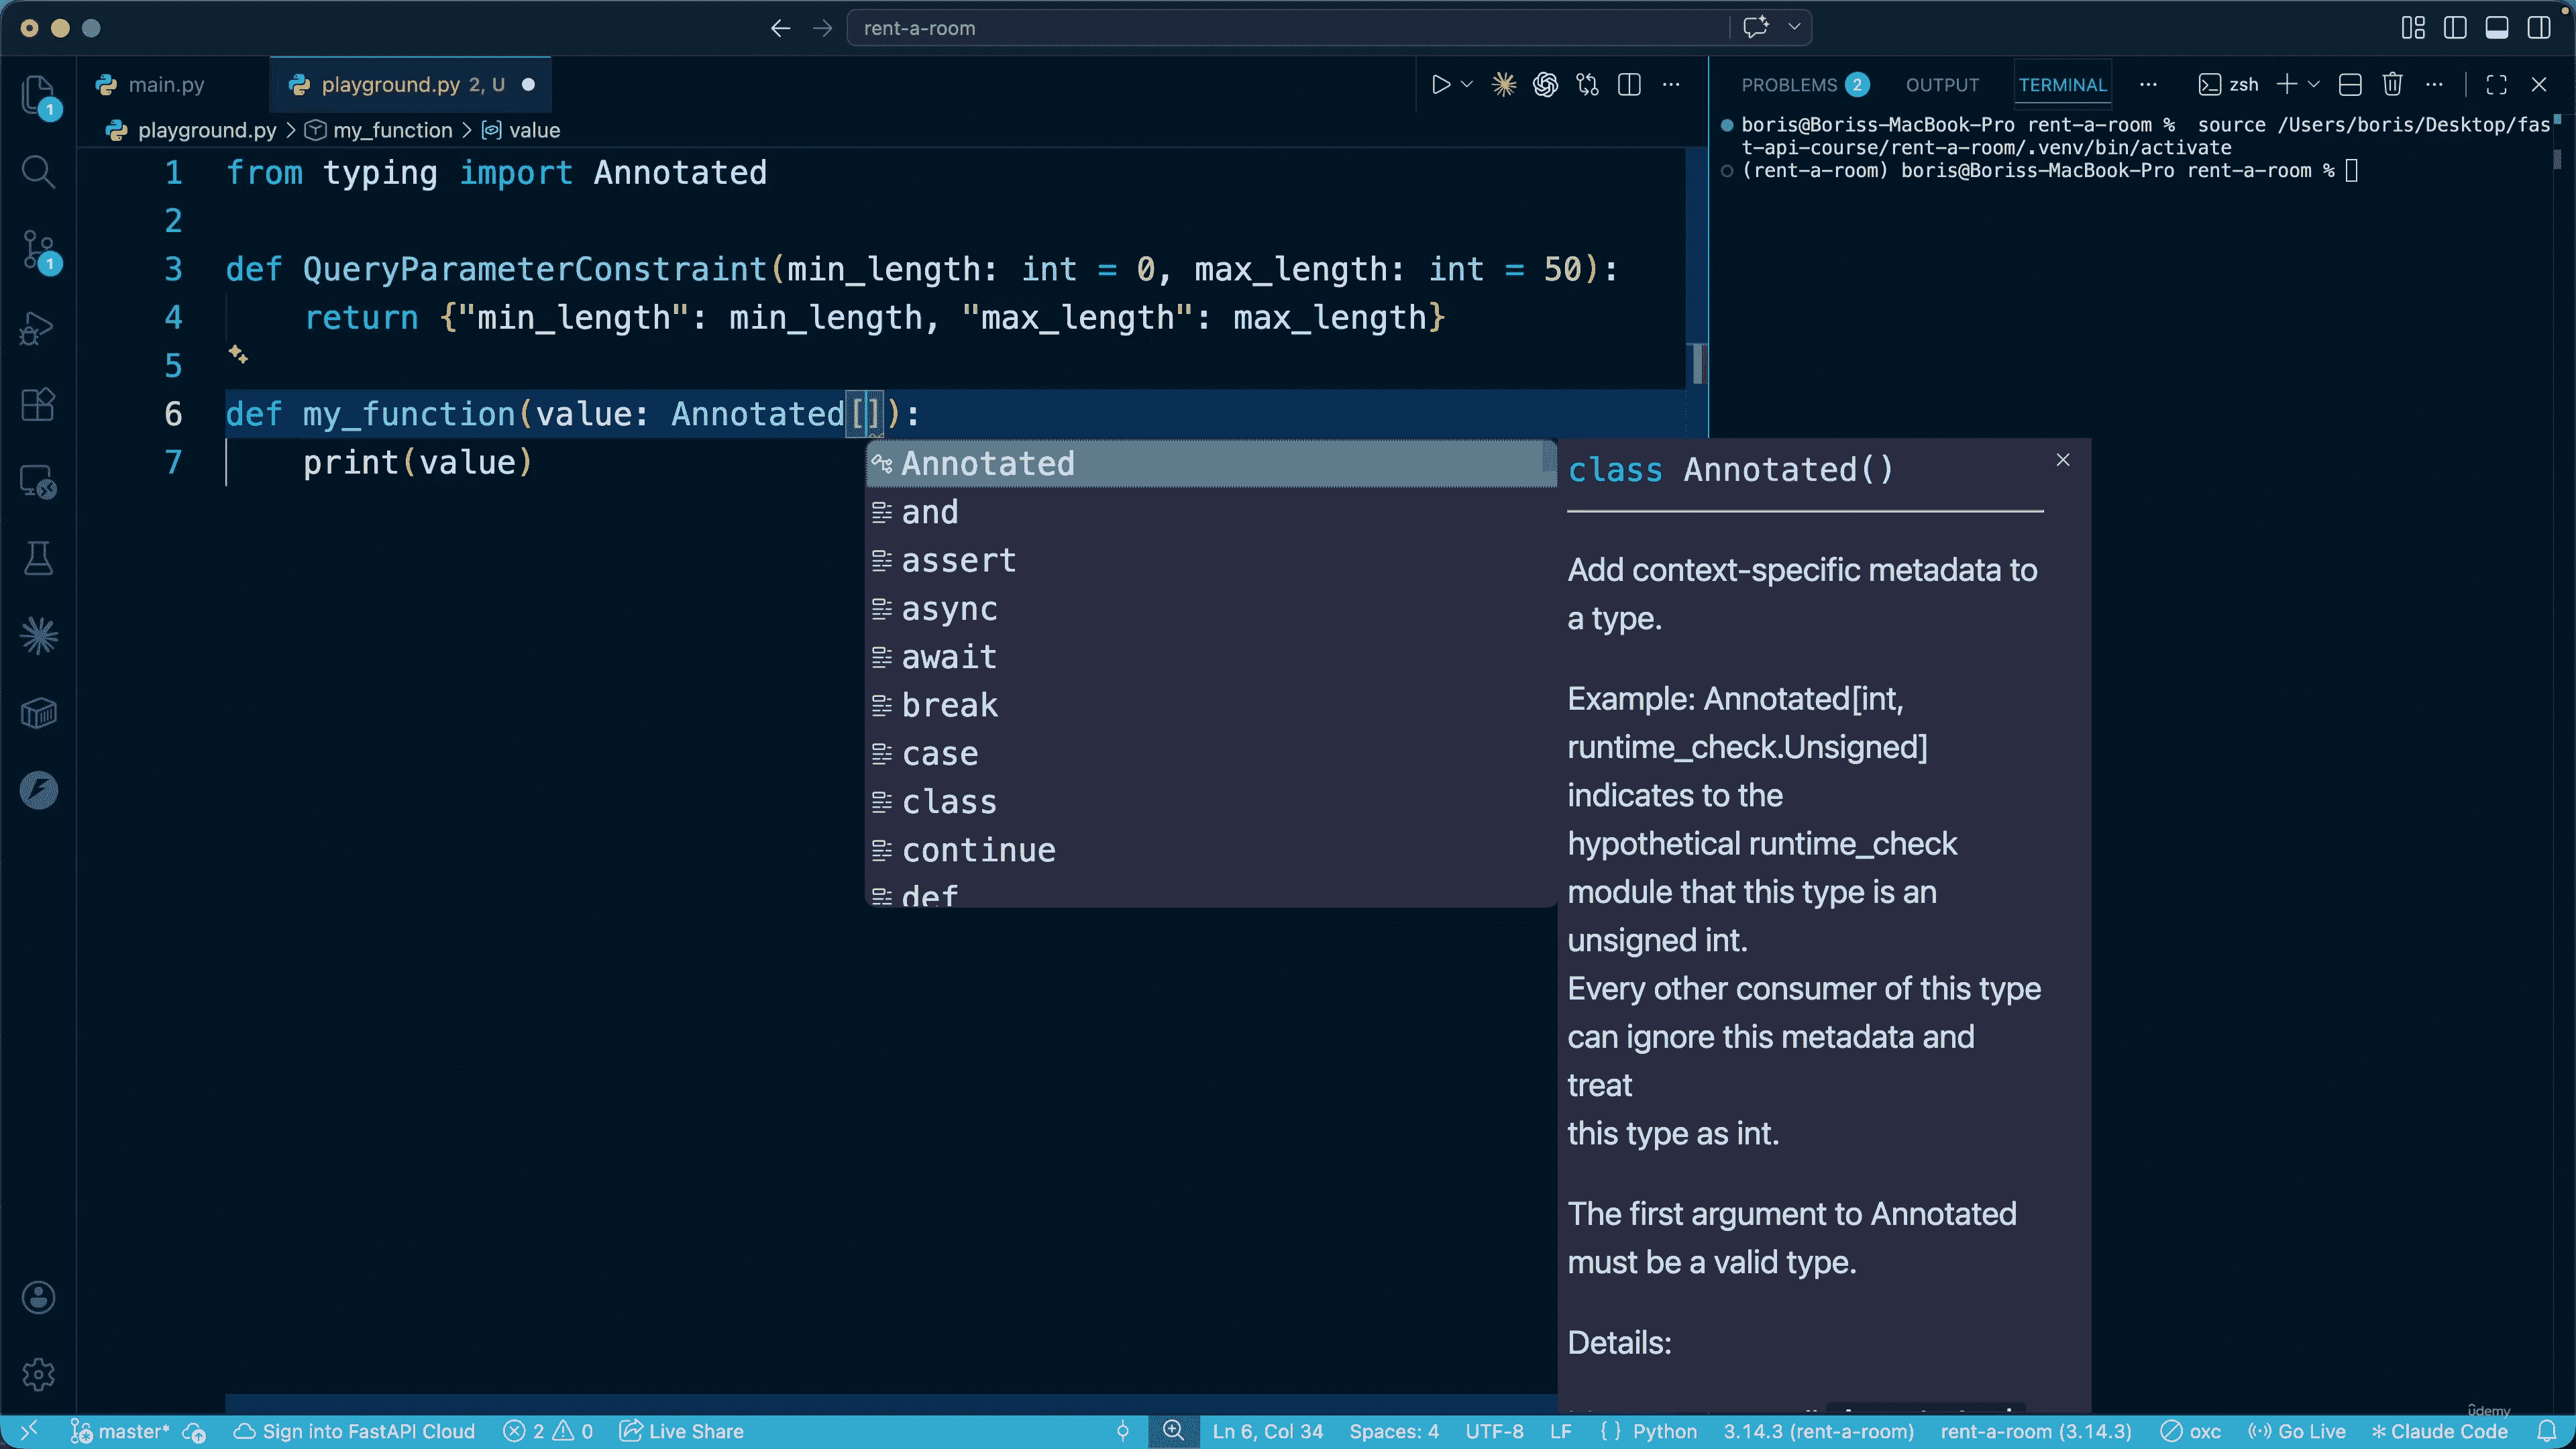 rent-a-room
main.py
playground.py 2, U
playground.py > my_function > value
1 from typing import Annotated
2
3 def QueryParameterConstraint(min_length: int = 0, max_length: int = 50):
4 return {"min_length": min_length, "max_length": max_length}
5
6 def my_function(value: Annotated[]):
7 print(value)
Annotated
and
assert
async
await
break
case
class
continue
def
class Annotated()
Add context-specific metadata to
a type.
Example: Annotated[int,
runtime_check.Unsigned]
indicates to the
hypothetical runtime_check
module that this type is an
unsigned int.
Every other consumer of this type
can ignore this metadata and
treat
this type as int.
The first argument to Annotated
must be a valid type.
Details:
PROBLEMS 2 OUTPUT TERMINAL ... zsh
boris@Boriss-MacBook-Pro rent-a-room % source /Users/boris/Desktop/fas
t-api-course/rent-a-room/.venv/bin/activate
(rent-a-room) boris@Boriss-MacBook-Pro rent-a-room %
1
1
ûdemy
master* Sign into FastAPI Cloud 2 0 Live Share Ln 6, Col 34 Spaces: 4 UTF-8 LF { } Python 3.14.3 (rent-a-room) rent-a-room (3.14.3) oxc Go Live Claude Code